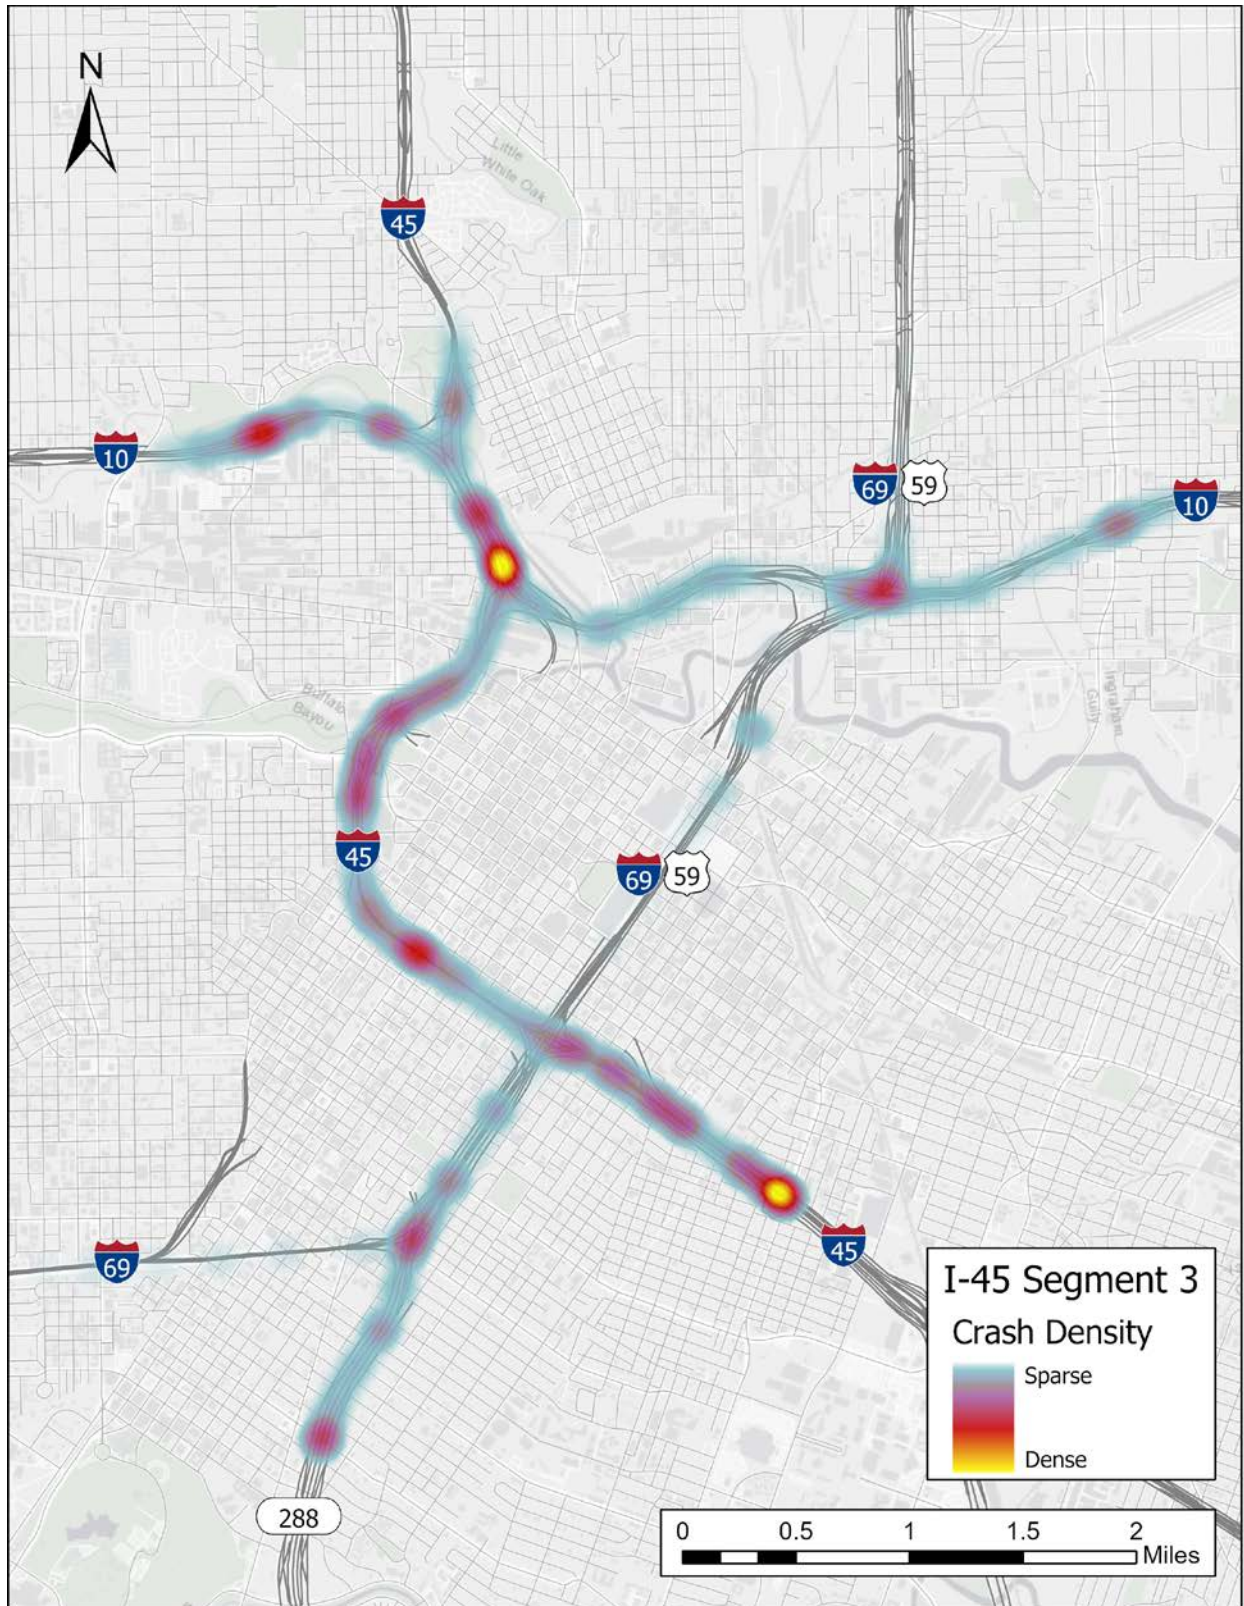 N
Little
White Oak
45
10
69
59
10
Buffalo
Bayou
Ingraham
Gully
45
69
59
69
45
I-45 Segment 3
Crash Density
Sparse
Dense
288
0 0.5 1 1.5 2
Miles